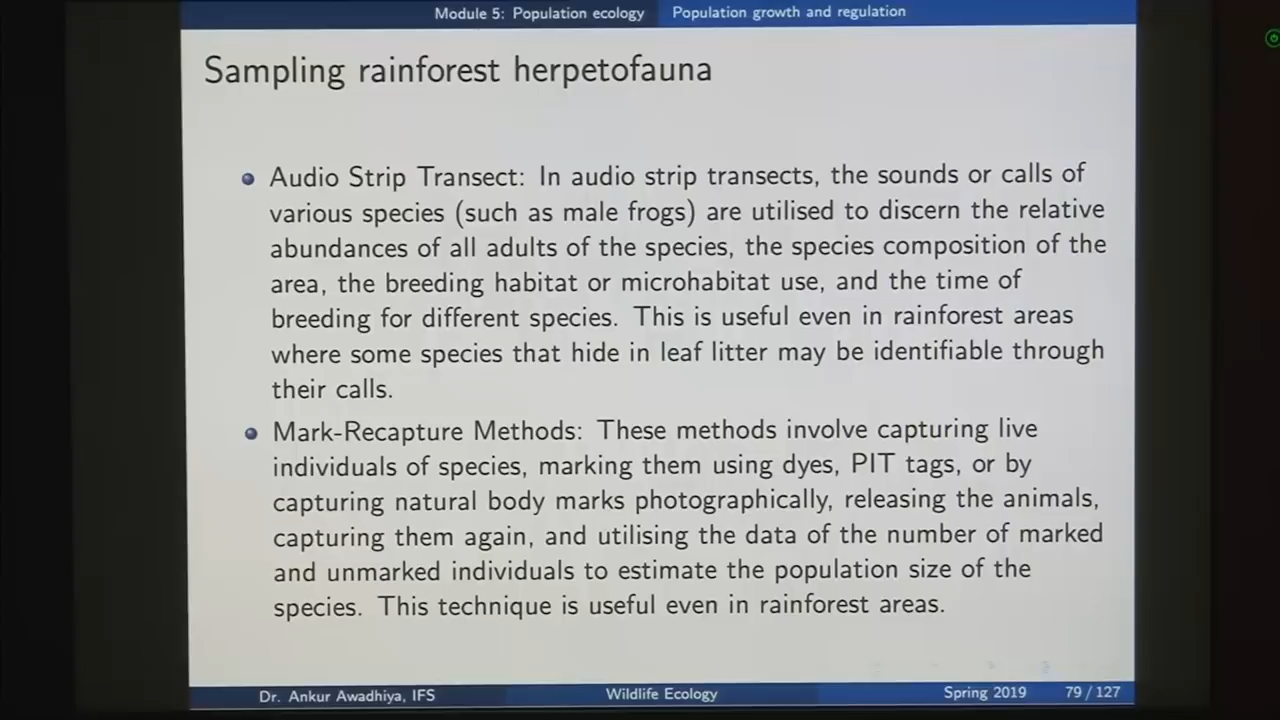 Module 5: Population ecology Population growth and regulation
Sampling rainforest herpetofauna
Audio Strip Transect: In audio strip transects, the sounds or calls of
various species (such as male frogs) are utilised to discern the relative
abundances of all adults of the species, the species composition of the
area, the breeding habitat or microhabitat use, and the time of
breeding for different species. This is useful even in rainforest areas
where some species that hide in leaf litter may be identifiable through
their calls.
Mark-Recapture Methods: These methods involve capturing live
individuals of species, marking them using dyes, PIT tags, or by
capturing natural body marks photographically, releasing the animals,
capturing them again, and utilising the data of the number of marked
and unmarked individuals to estimate the population size of the
species. This technique is useful even in rainforest areas.
Dr. Ankur Awadhiya, IFS Wildlife Ecology Spring 2019 79 / 127